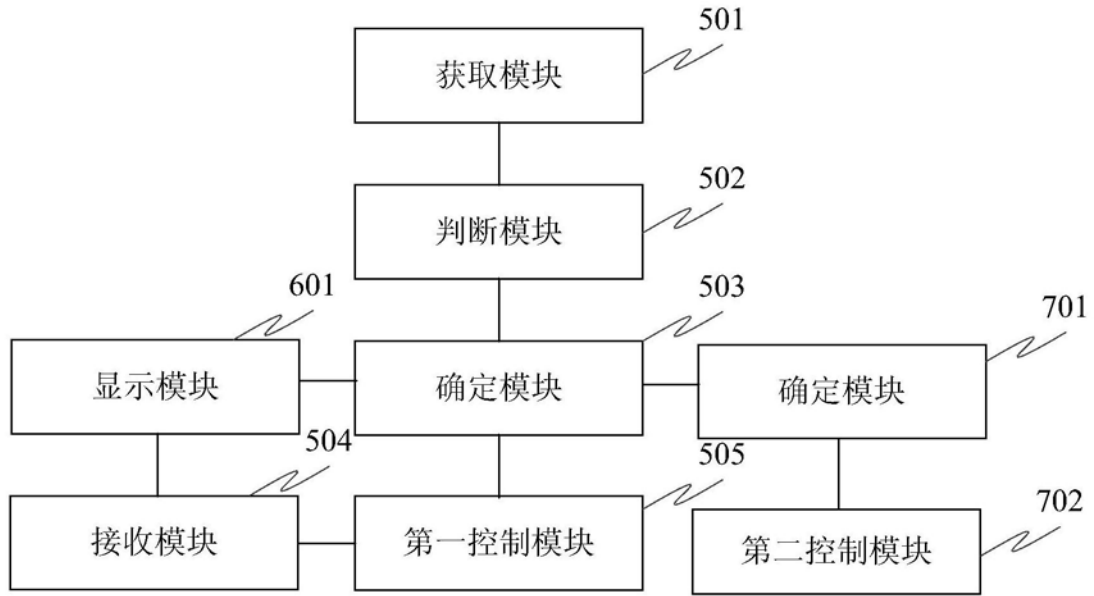 501
获取模块
502
判断模块
503
601
701
显示模块
确定模块
确定模块
504
505
702
接收模块
第一控制模块
第二控制模块